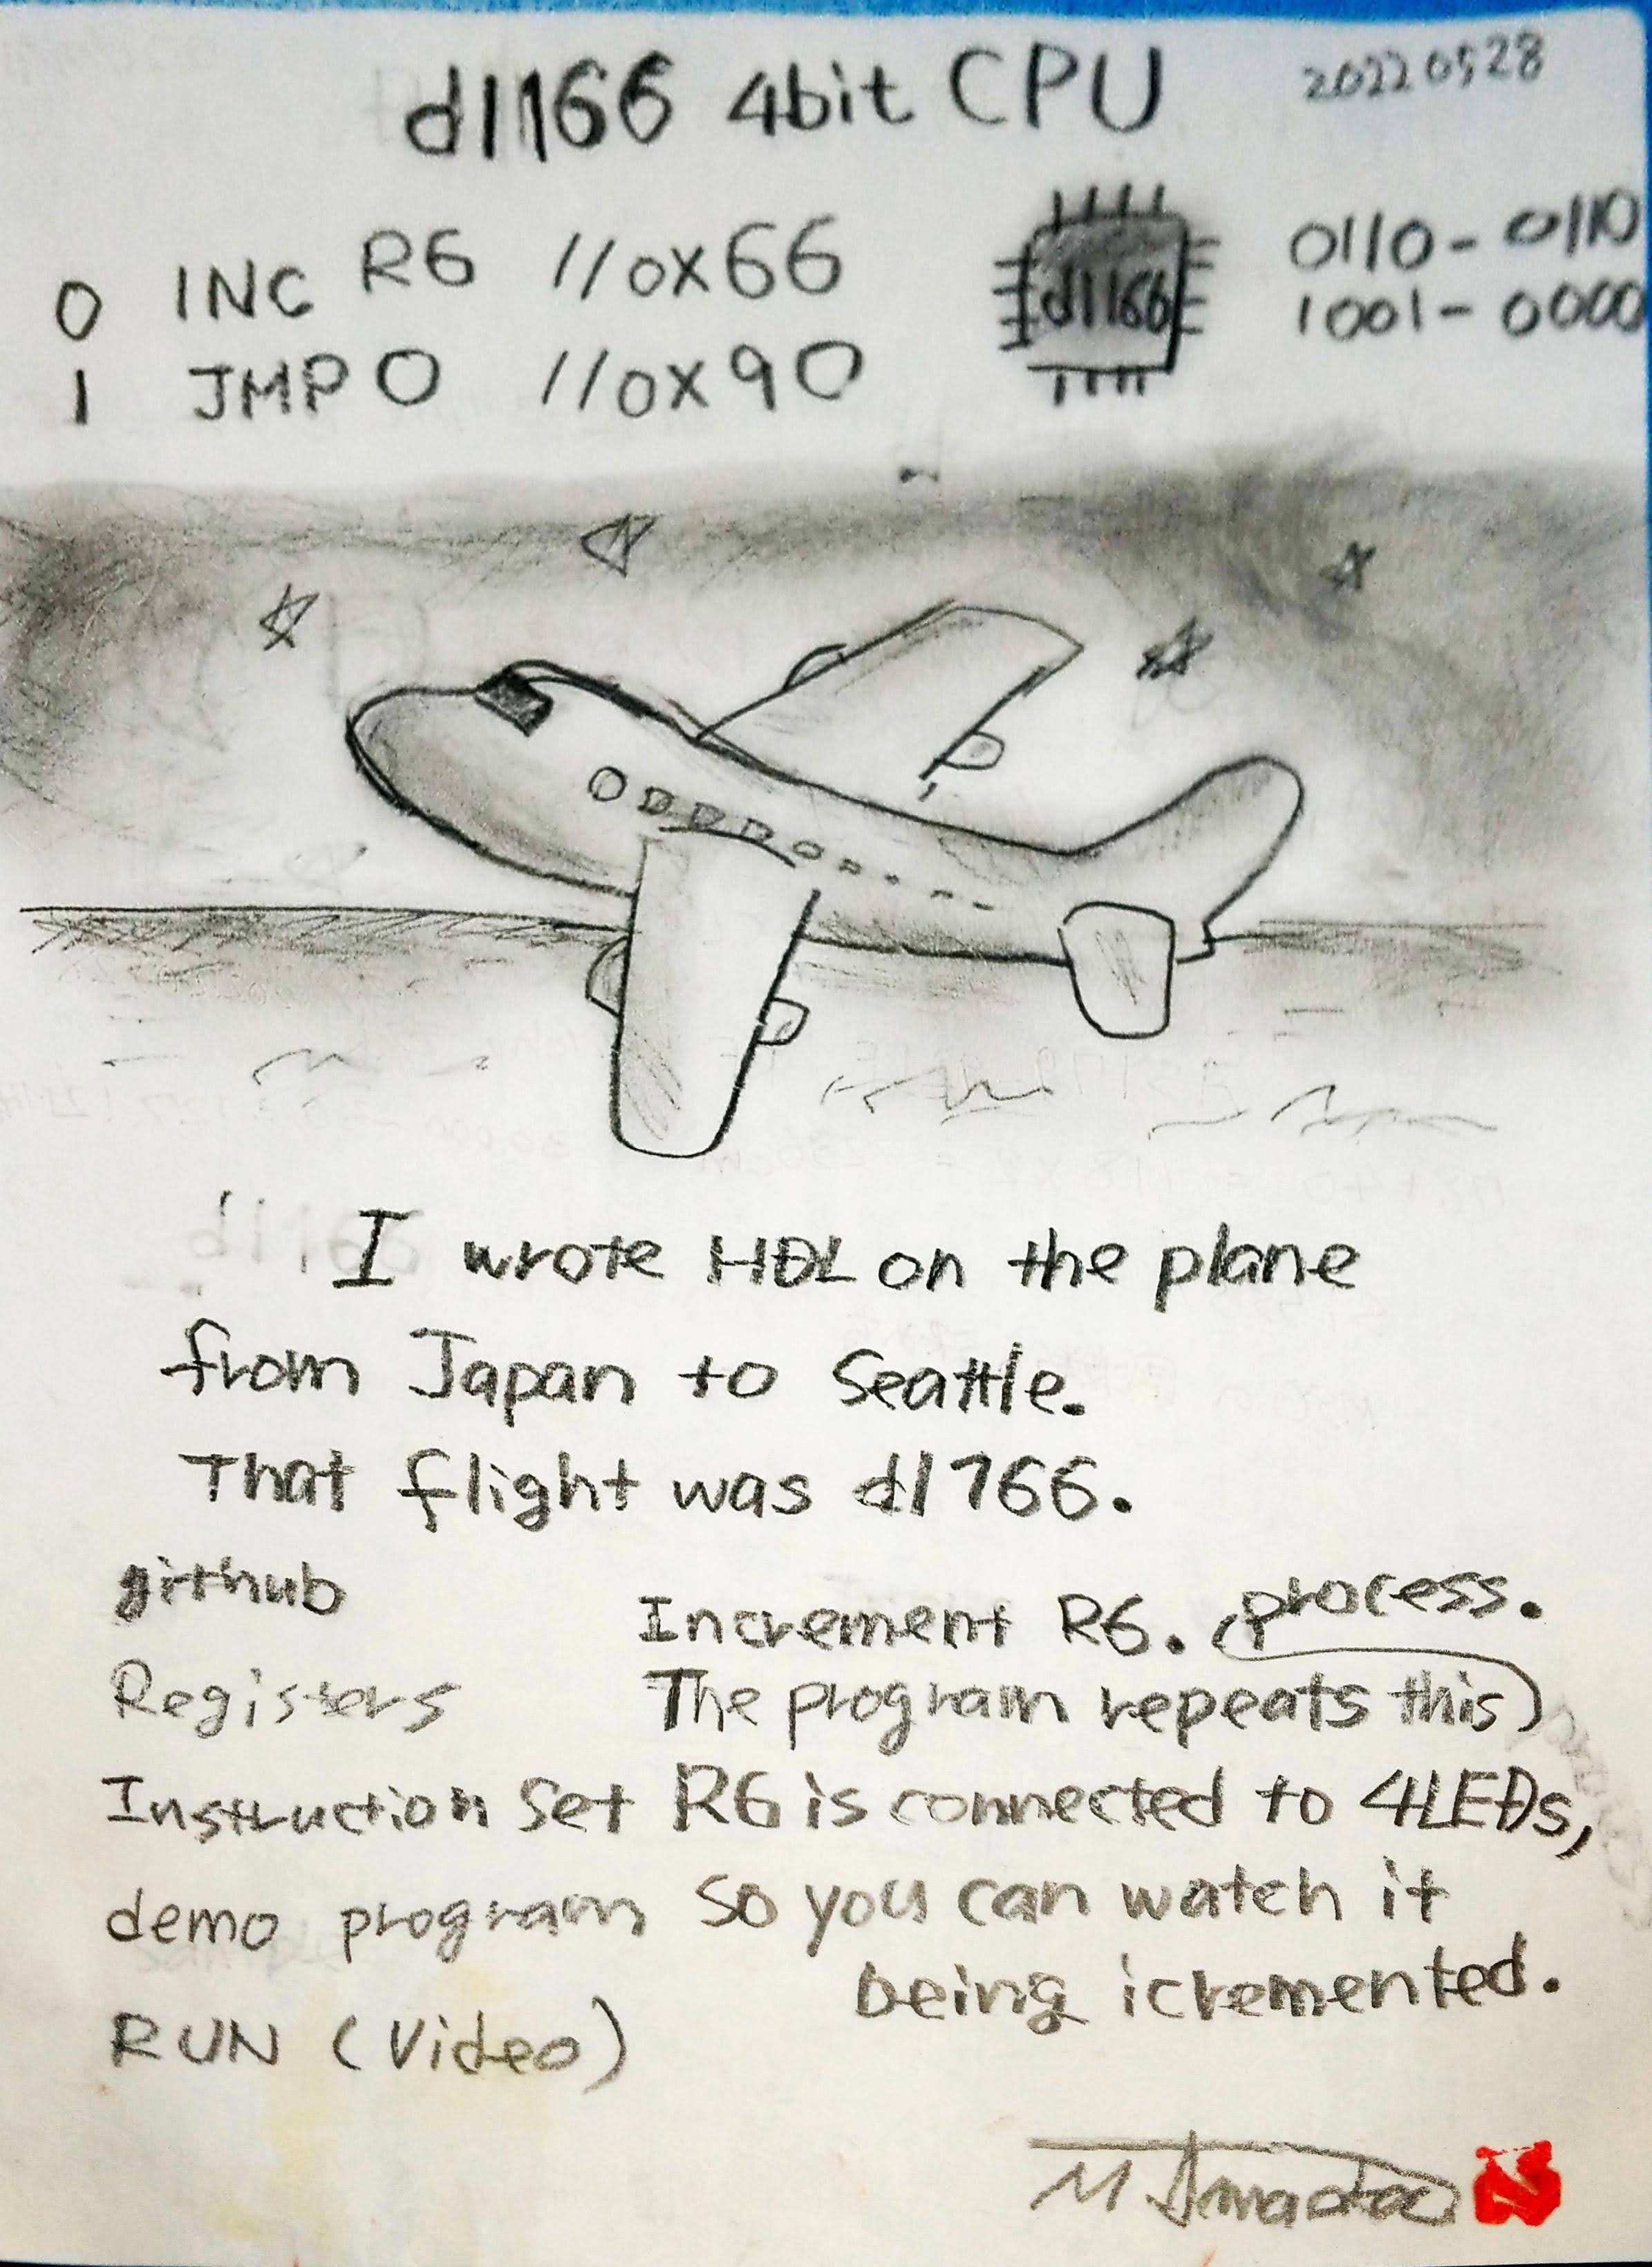 d1166 4bit CPU
20220528
0 INC R6 //0x66
1 JMP 0 //0x90
d1166
0110-0110
1001-0000
I wrote HDL on the plane
from Japan to Seattle.
That flight was dl166.
github
Registers
Instruction Set
demo program
RUN (Video)
Increment R6.
The program repeats this process.
R6 is connected to 4LEDs,
so you can watch it
being icremented.